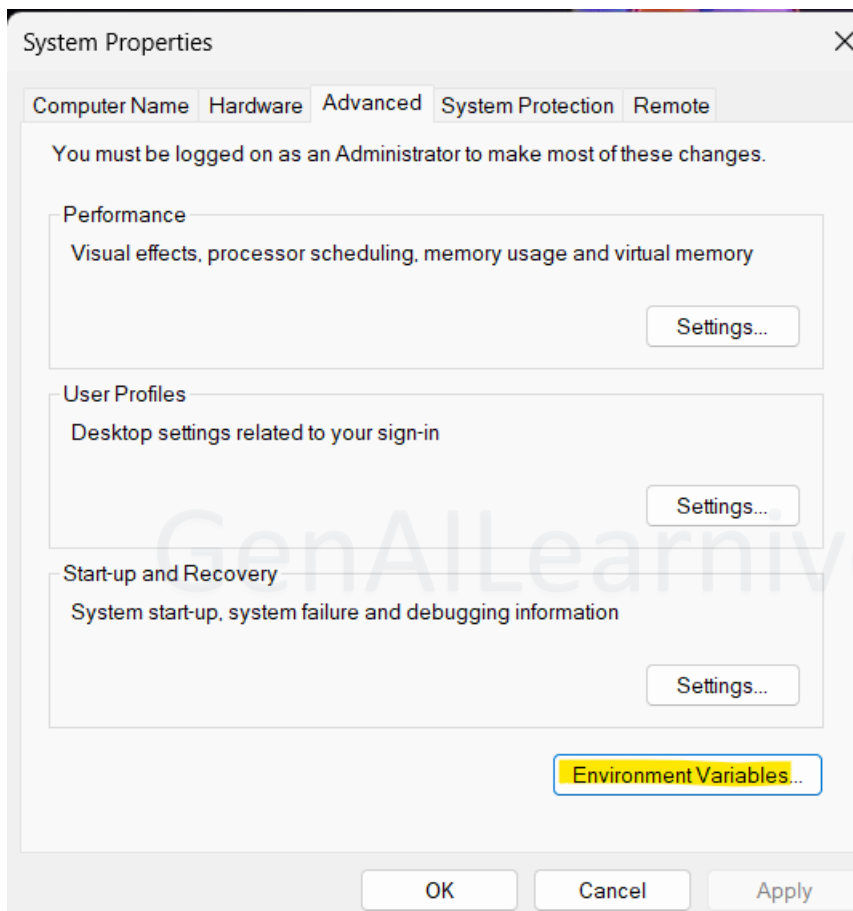 System Properties
Computer Name Hardware Advanced System Protection Remote
You must be logged on as an Administrator to make most of these changes.
Performance
Visual effects, processor scheduling, memory usage and virtual memory
Settings...
User Profiles
Desktop settings related to your sign-in
Settings...
GenAILearniv
Start-up and Recovery
System start-up, system failure and debugging information
Settings...
Environment Variables...
OK Cancel Apply